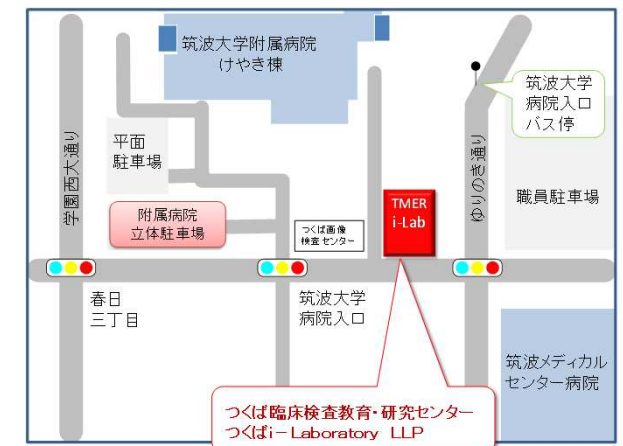 筑波大学附属病院
けやき棟
筑波大学
病院入口
バス停
平面
駐車場
学園西大通り
ゆりのき通り
職員駐車場
附属病院
立体駐車場
つくば画像
検査センター
TMER
i-Lab
春日
三丁目
筑波大学
病院入口
筑波メディカル
センター病院
つくば臨床検査教育・研究センター
つくばi－Laboratory LLP